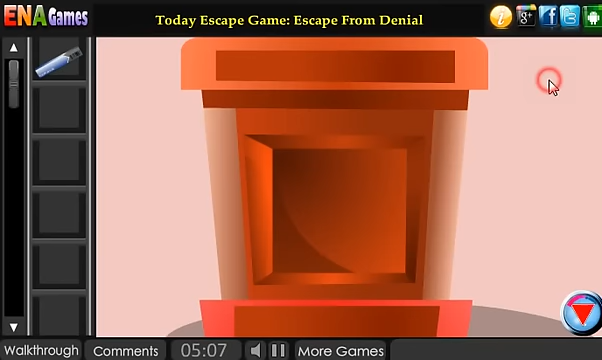 ENA Games
Today Escape Game: Escape From Denial
Walkthrough
Comments
05:07
More Games